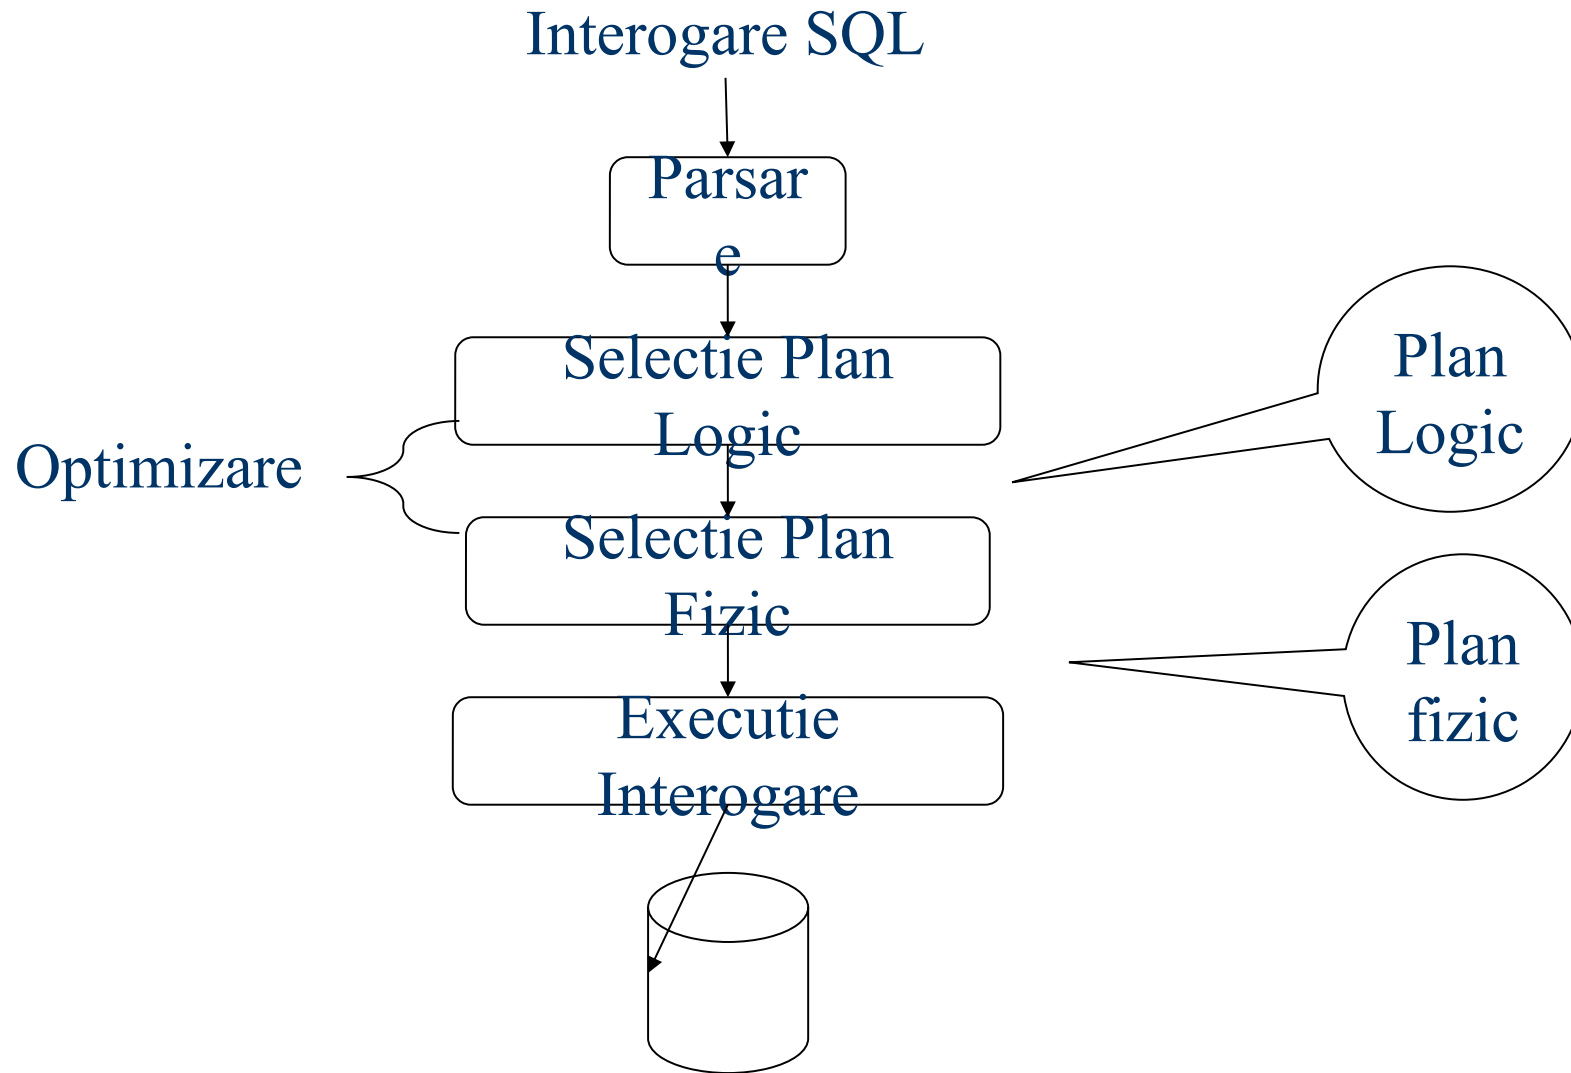 Interogare SQL
Parsar
e
Selectie Plan
Logic
Optimizare
Selectie Plan
Fizic
Executie
Interogare
Plan
Logic
Plan
fizic